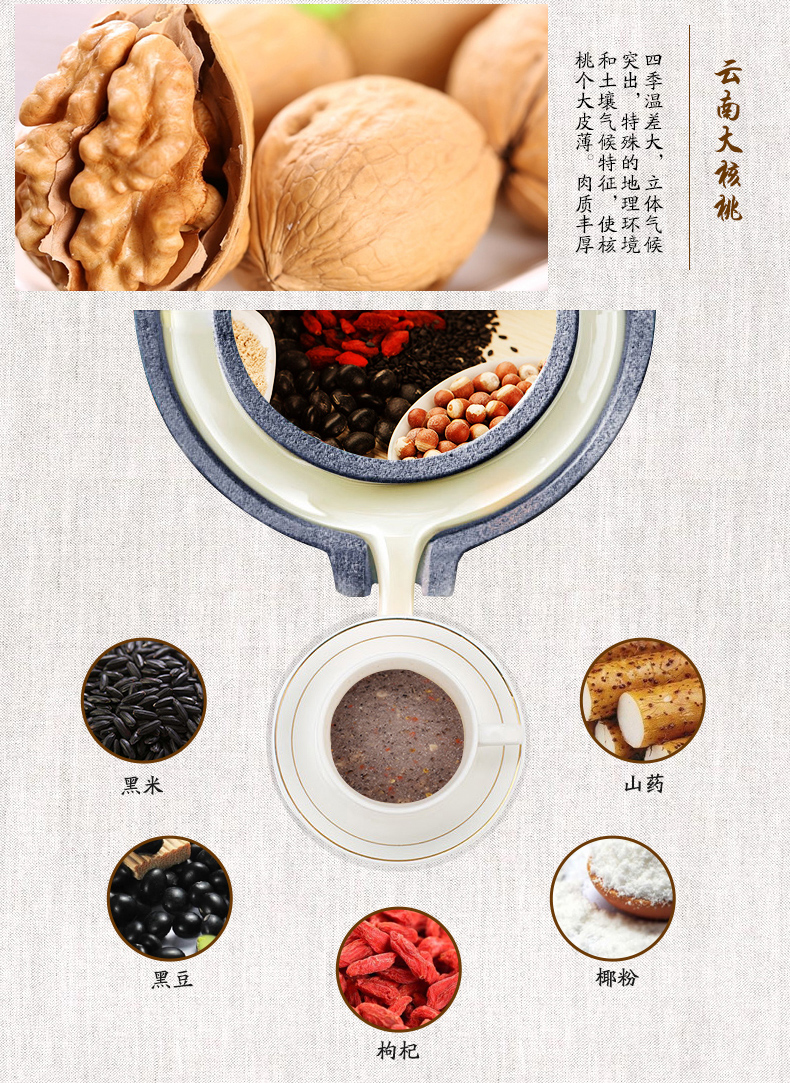 云南大核桃
四季温差大，立体气候
突出，特殊的地理环境
和土壤气候特征，使核
桃个大皮薄。肉质丰厚
黑米
山药
黑豆
椰粉
枸杞